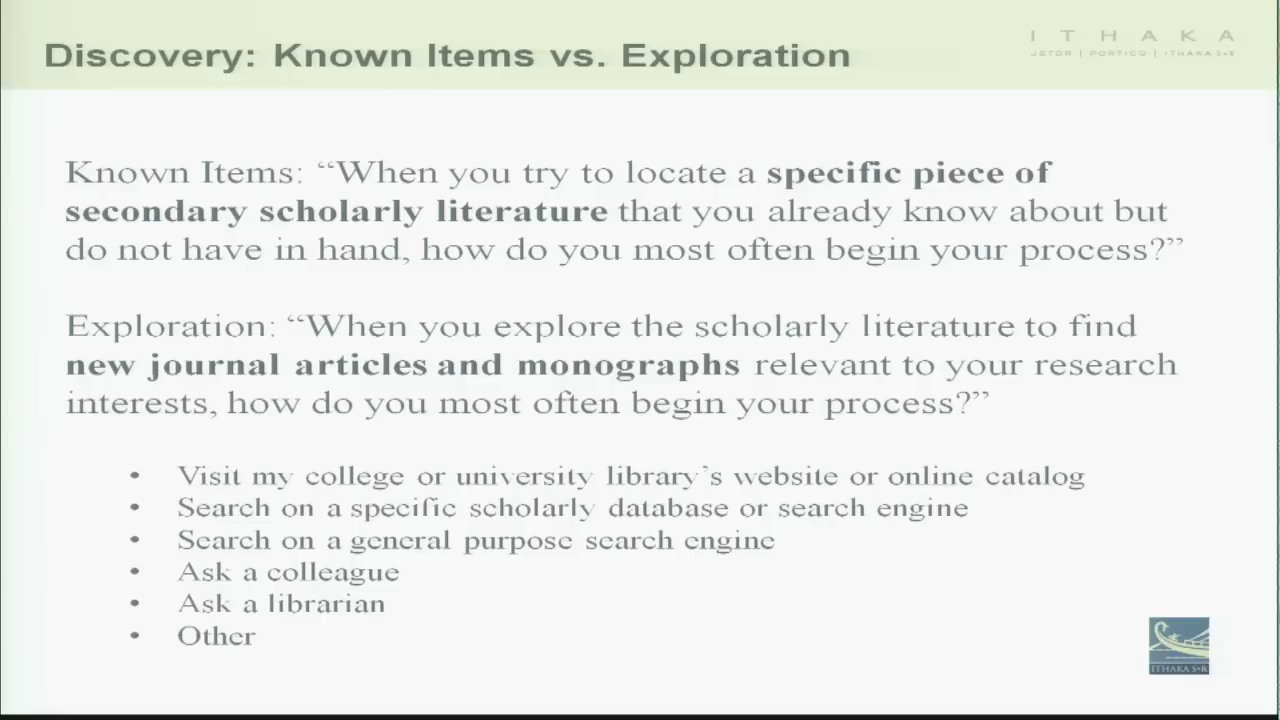 Discovery: Known Items vs. Exploration
ITHAKA
JSTOR | PORTICO | ITHAKA S+R
Known Items: “When you try to locate a specific piece of
secondary scholarly literature that you already know about but
do not have in hand, how do you most often begin your process?”
Exploration: “When you explore the scholarly literature to find
new journal articles and monographs relevant to your research
interests, how do you most often begin your process?”
• Visit my college or university library’s website or online catalog
• Search on a specific scholarly database or search engine
• Search on a general purpose search engine
• Ask a colleague
• Ask a librarian
• Other
ITHAKA S+R